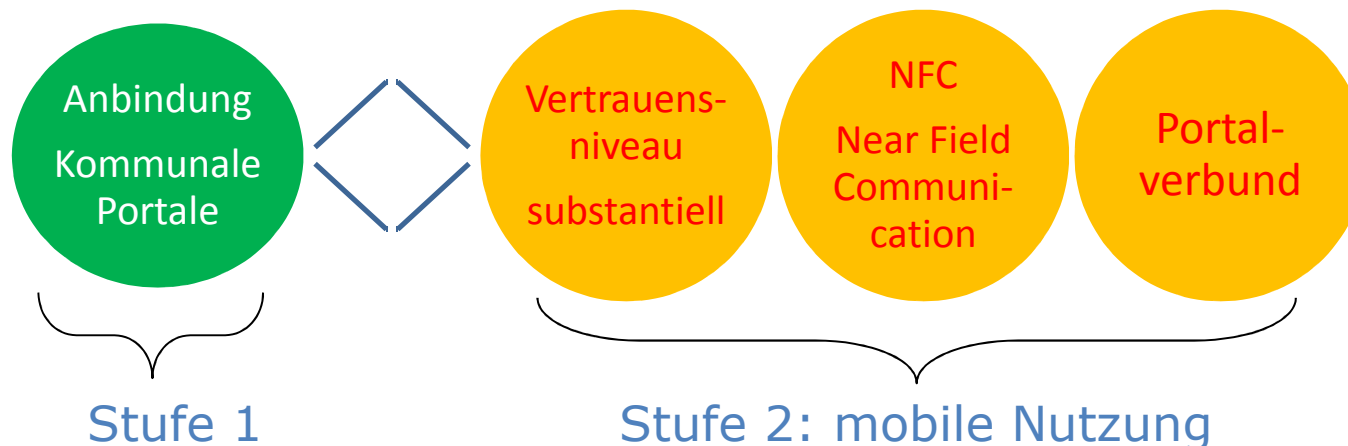 Anbindung
Kommunale
Portale
Vertrauens-
niveau
substantiell
NFC
Near Field
Communi-
cation
Portal-
verbund
Stufe 1
Stufe 2: mobile Nutzung